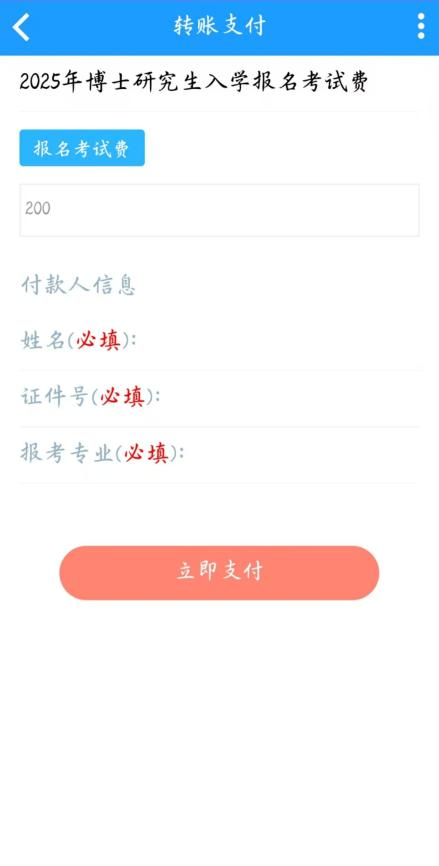 转账支付
2025年博士研究生入学报名考试费
报名考试费
200
付款人信息
姓名(必填):
证件号(必填):
报考专业(必填):
立即支付